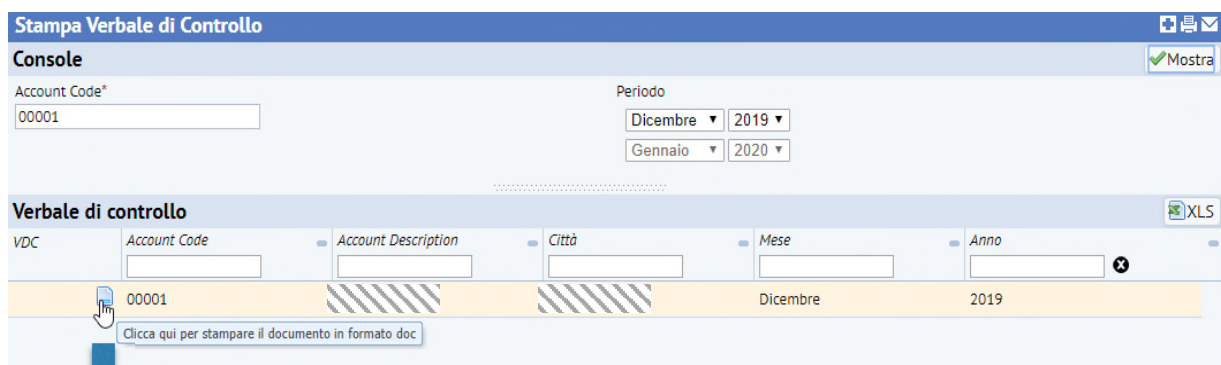 Stampa Verbale di Controllo
Console
Mostra
Account Code*
Periodo
00001
Dicembre 2019
Gennaio 2020
Verbale di controllo
XLS
VDC Account Code Account Description Città Mese Anno
00001 Dicembre 2019
Clicca qui per stampare il documento in formato doc